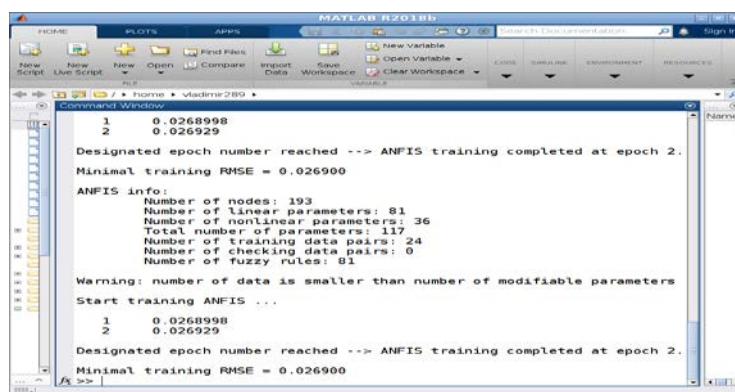 MATLAB R2018b
HOME PLOTS APPS Search Documentation Sign In
New Script
New Live Script
New
Open
Find Files
Compare
Import Data
Save Workspace
New Variable
Open Variable
Clear Workspace
CODE SIMULINK ENVIRONMENT RESOURCES
FILE VARIABLE
/ home vladimir289
Command Window
Name
1 0.0268998
2 0.026929
Designated epoch number reached --> ANFIS training completed at epoch 2.
Minimal training RMSE = 0.026900
ANFIS info:
Number of nodes: 193
Number of linear parameters: 81
Number of nonlinear parameters: 36
Total number of parameters: 117
Number of training data pairs: 24
Number of checking data pairs: 0
Number of fuzzy rules: 81
Warning: number of data is smaller than number of modifiable parameters
Start training ANFIS ...
1 0.0268998
2 0.026929
Designated epoch number reached --> ANFIS training completed at epoch 2.
Minimal training RMSE = 0.026900
fx >>